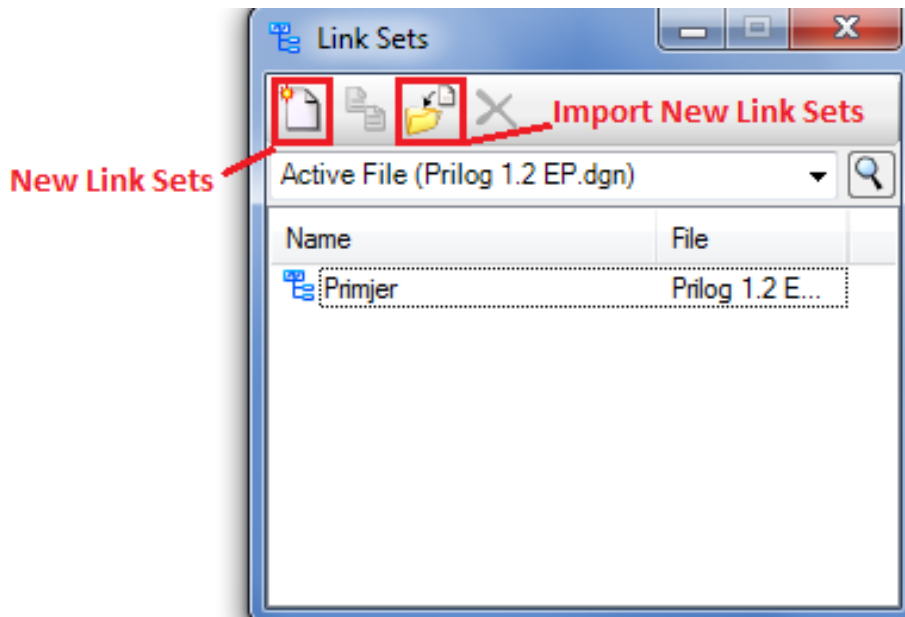 Link Sets
Import New Link Sets
New Link Sets
Active File (Prilog 1.2 EP.dgn)
Name File
Primjer Prilog 1.2 E...